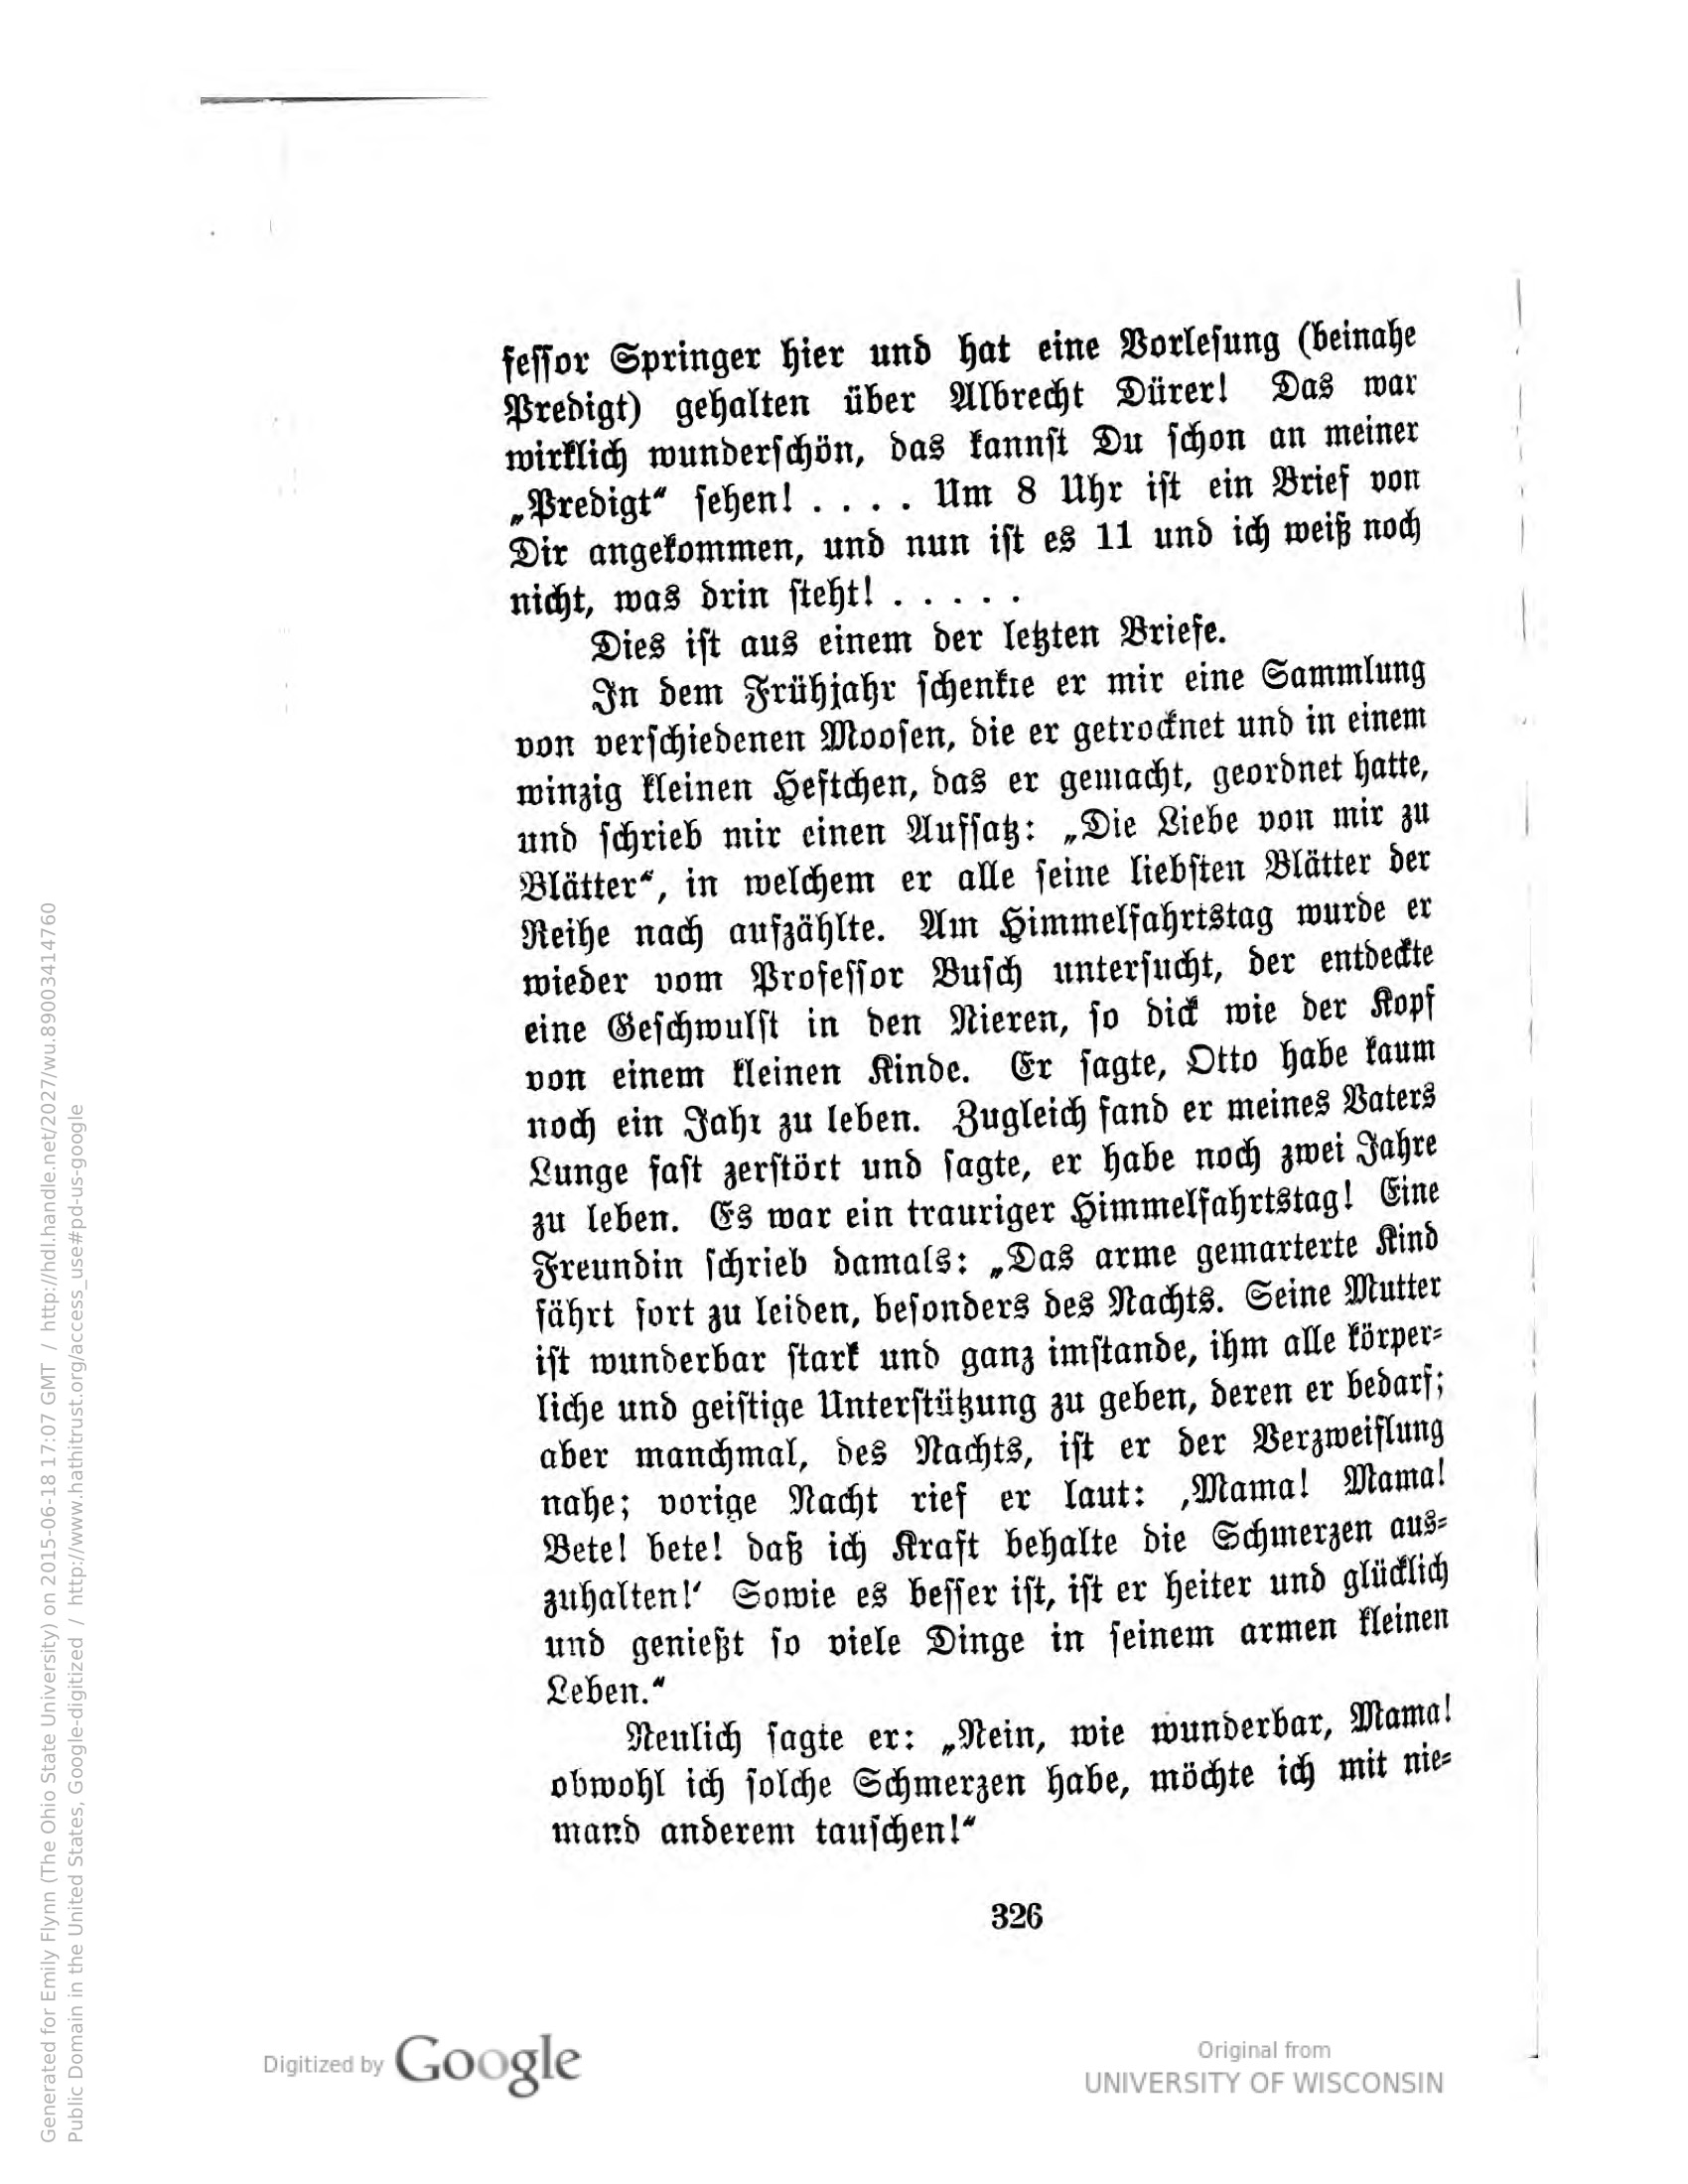 fessor Springer hier und hat eine Vorlesung (beinahe
Predigt) gehalten über Albrecht Dürer! Das war
wirklich wunderschön, das kannst Du schon an meiner
„Predigt“ sehen! . . . . Um 8 Uhr ist ein Brief von
Dir angekommen, und nun ist es 11 und ich weiß noch
nicht, was drin steht! . . . . .
Dies ist aus einem der letzten Briefe.
In dem Frühjahr schenkte er mir eine Sammlung
von verschiedenen Moosen, die er getrocknet und in einem
winzig kleinen Heftchen, das er gemacht, geordnet hatte,
und schrieb mir einen Aufsatz: „Die Liebe von mir zu
Blätter“, in welchem er alle seine liebsten Blätter der
Reihe nach aufzählte. Am Himmelfahrtstag wurde er
wieder vom Professor Busch untersucht, der entdeckte
eine Geschwulst in den Nieren, so dick wie der Kopf
von einem kleinen Kinde. Er sagte, Otto habe kaum
noch ein Jahr zu leben. Zugleich fand er meines Vaters
Lunge fast zerstört und sagte, er habe noch zwei Jahre
zu leben. Es war ein trauriger Himmelfahrtstag! Eine
Freundin schrieb damals: „Das arme gemarterte Kind
fährt fort zu leiden, besonders des Nachts. Seine Mutter
ist wunderbar stark und ganz imstande, ihm alle körper-
liche und geistige Unterstützung zu geben, deren er bedarf;
aber manchmal, des Nachts, ist er der Verzweiflung
nahe; vorige Nacht rief er laut: ‚Mama! Mama!
Bete! bete! daß ich Kraft behalte die Schmerzen aus-
zuhalten!‘ Sowie es besser ist, ist er heiter und glücklich
und genießt so viele Dinge in seinem armen kleinen
Leben.“
Neulich sagte er: „Nein, wie wunderbar, Mama!
obwohl ich solche Schmerzen habe, möchte ich mit nie-
mand anderem tauschen!“
326
Generated for Emily Flynn (The Ohio State University) on 2015-06-18 17:07 GMT / http://hdl.handle.net/2027/wu.89003414760
Public Domain in the United States, Google-digitized / http://www.hathitrust.org/access_use#pd-us-google
Digitized by Google
Original from
UNIVERSITY OF WISCONSIN